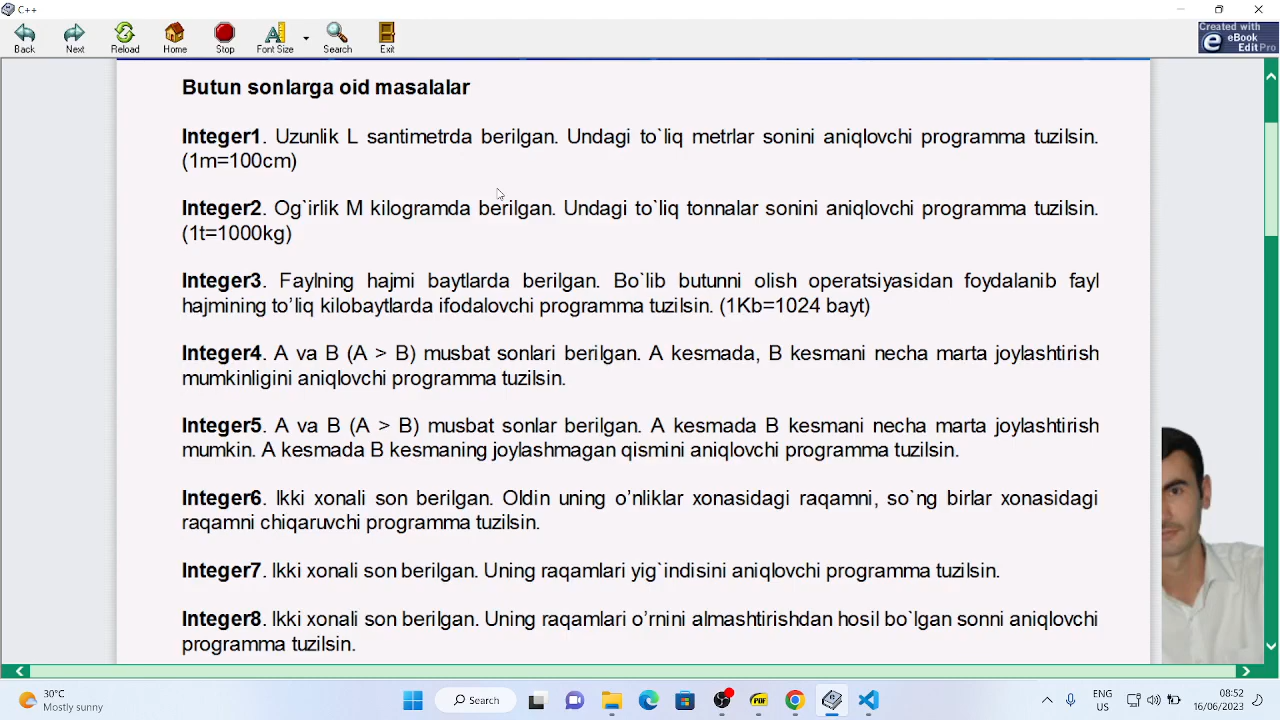 C++
Back
Next
Reload
Home
Stop
Font Size
Search
Exit
Created with
eBook
EditPro
Butun sonlarga oid masalalar
Integer1. Uzunlik L santimetrda berilgan. Undagi to`liq metrlar sonini aniqlovchi programma tuzilsin.
(1m=100cm)
Integer2. Og`irlik M kilogramda berilgan. Undagi to`liq tonnalar sonini aniqlovchi programma tuzilsin.
(1t=1000kg)
Integer3. Faylning hajmi baytlarda berilgan. Bo`lib butunni olish operatsiyasidan foydalanib fayl
hajmining to’liq kilobaytlarda ifodalovchi programma tuzilsin. (1Kb=1024 bayt)
Integer4. A va B (A > B) musbat sonlari berilgan. A kesmada, B kesmani necha marta joylashtirish
mumkinligini aniqlovchi programma tuzilsin.
Integer5. A va B (A > B) musbat sonlar berilgan. A kesmada B kesmani necha marta joylashtirish
mumkin. A kesmada B kesmaning joylashmagan qismini aniqlovchi programma tuzilsin.
Integer6. Ikki xonali son berilgan. Oldin uning o’nliklar xonasidagi raqamni, so`ng birlar xonasidagi
raqamni chiqaruvchi programma tuzilsin.
Integer7. Ikki xonali son berilgan. Uning raqamlari yig`indisini aniqlovchi programma tuzilsin.
Integer8. Ikki xonali son berilgan. Uning raqamlari o’rnini almashtirishdan hosil bo`lgan sonni aniqlovchi
programma tuzilsin.
30°C
Mostly sunny
Search
PDF
ENG
US
08:52
16/06/2023